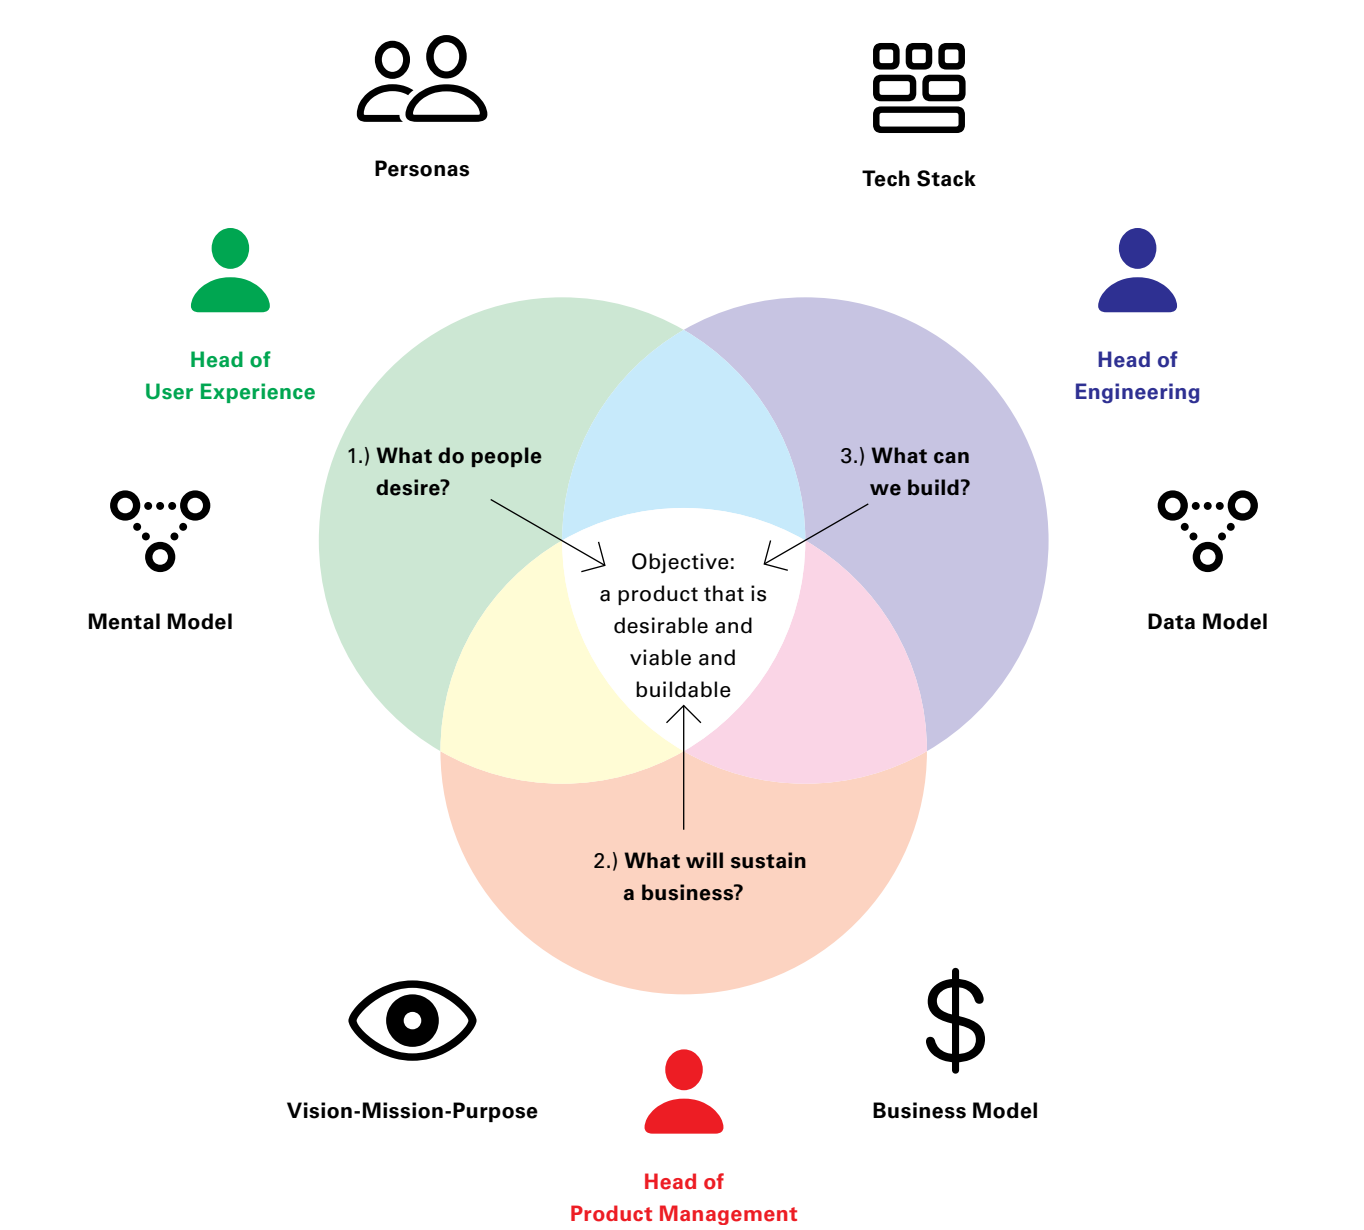 Personas
Tech Stack
Head of
User Experience
Head of
Engineering
1.) What do people
desire?
3.) What can
we build?
Mental Model
Data Model
Objective:
a product that is
desirable and
viable and
buildable
2.) What will sustain
a business?
Vision-Mission-Purpose
Business Model
Head of
Product Management